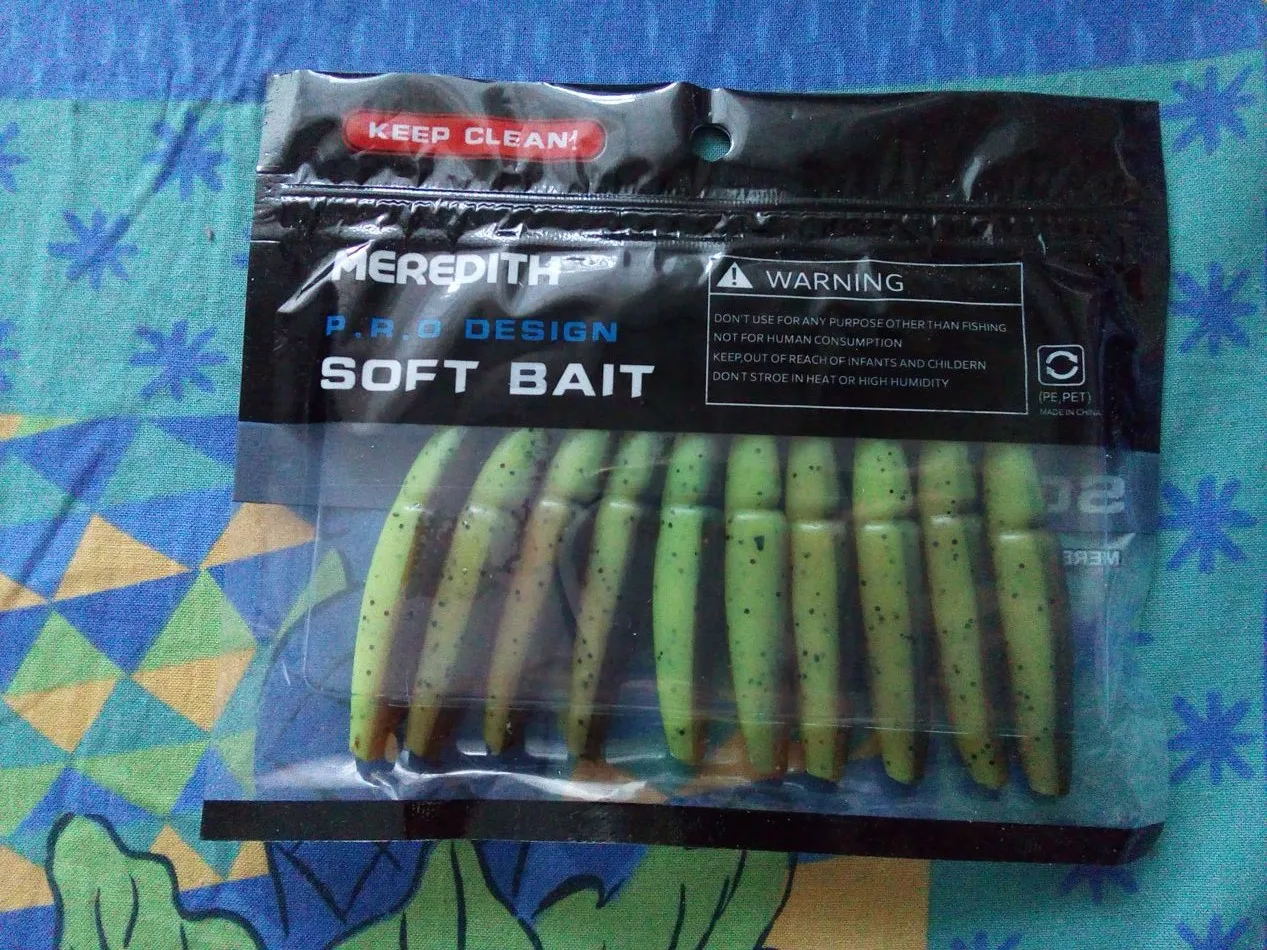 KEEP CLEAN!
MEREDITH
P.R.O DESIGN
SOFT BAIT
WARNING
DON'T USE FOR ANY PURPOSE OTHER THAN FISHING
NOT FOR HUMAN CONSUMPTION
KEEP,OUT OF REACH OF INFANTS AND CHILDERN
DON'T STROE IN HEAT OR HIGH HUMIDITY
(PE,PET)
MADE IN CHINA